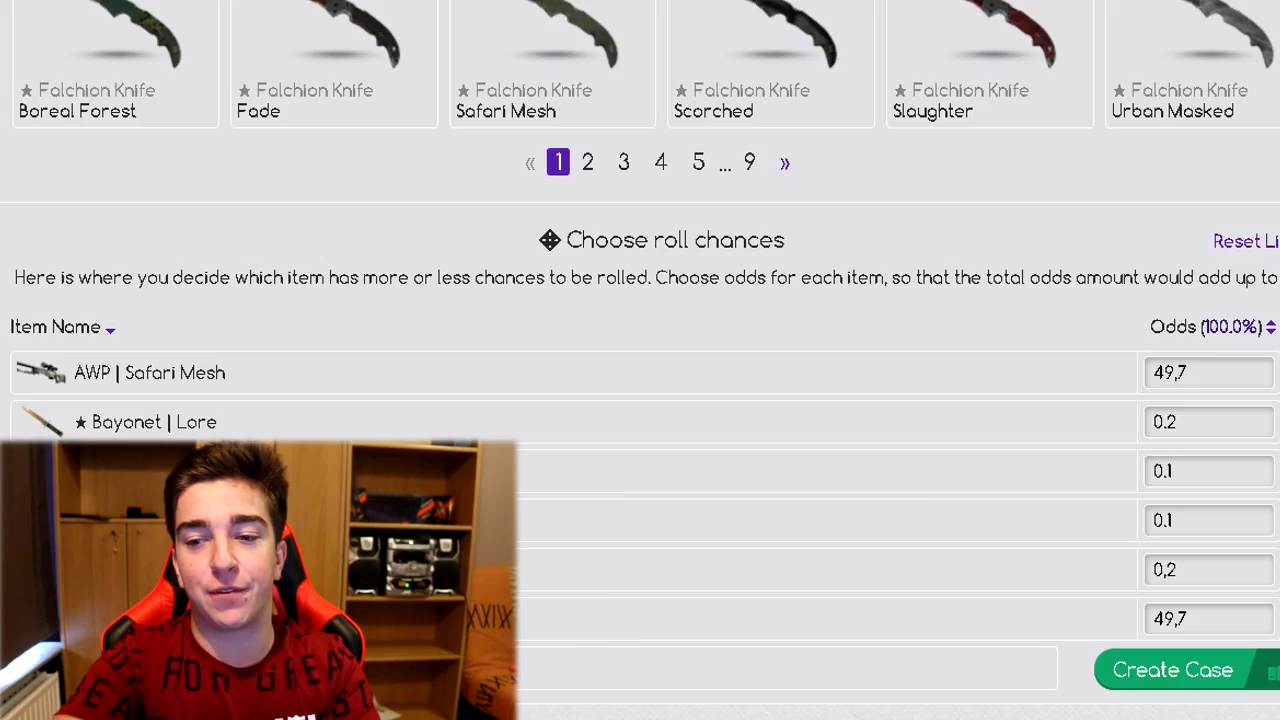 ★ Falchion Knife
Boreal Forest
★ Falchion Knife
Fade
★ Falchion Knife
Safari Mesh
★ Falchion Knife
Scorched
★ Falchion Knife
Slaughter
★ Falchion Knife
Urban Masked
« 1 2 3 4 5 ... 9 »
Choose roll chances
Reset Li
Here is where you decide which item has more or less chances to be rolled. Choose odds for each item, so that the total odds amount would add up to
Item Name
Odds (100.0%)
AWP | Safari Mesh
49,7
★ Bayonet | Lore
0.2
0.1
0.1
0,2
49,7
Create Case
FOR GREA
XXIX